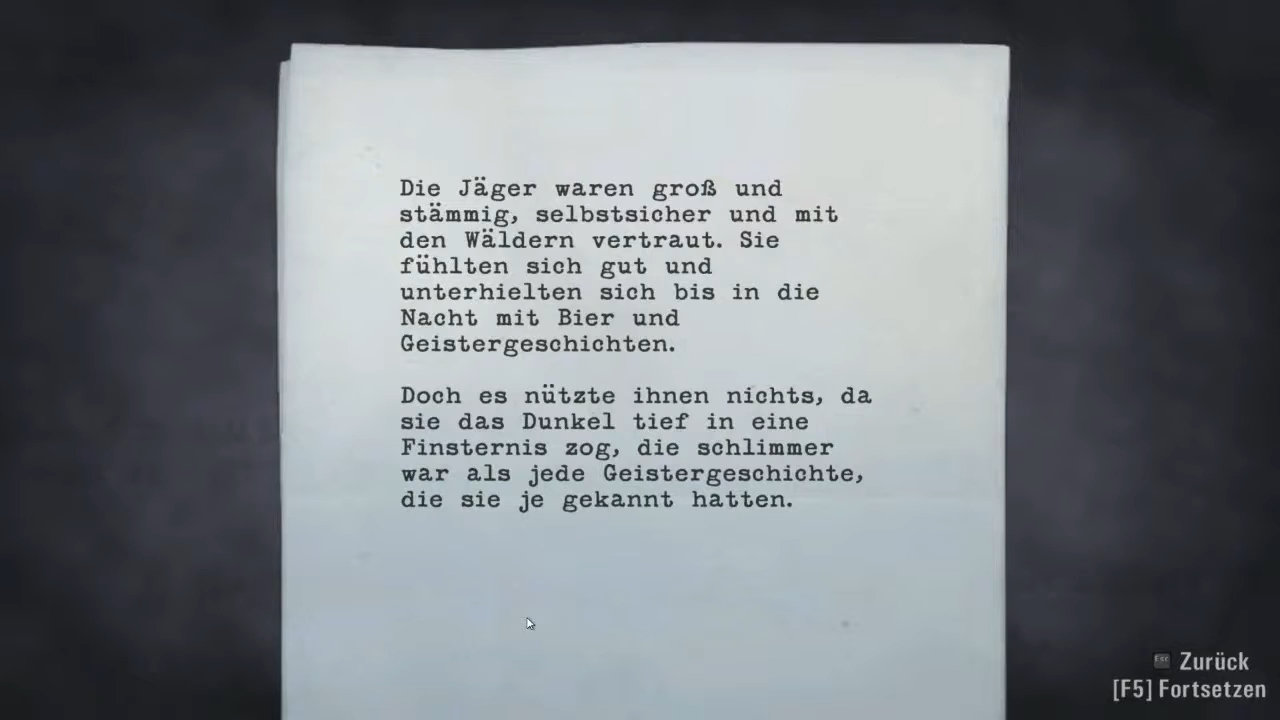 Die Jäger waren groß und
stämmig, selbstsicher und mit
den Wäldern vertraut. Sie
fühlten sich gut und
unterhielten sich bis in die
Nacht mit Bier und
Geistergeschichten.
Doch es nützte ihnen nichts, da
sie das Dunkel tief in eine
Finsternis zog, die schlimmer
war als jede Geistergeschichte,
die sie je gekannt hatten.
Esc Zurück
[F5] Fortsetzen